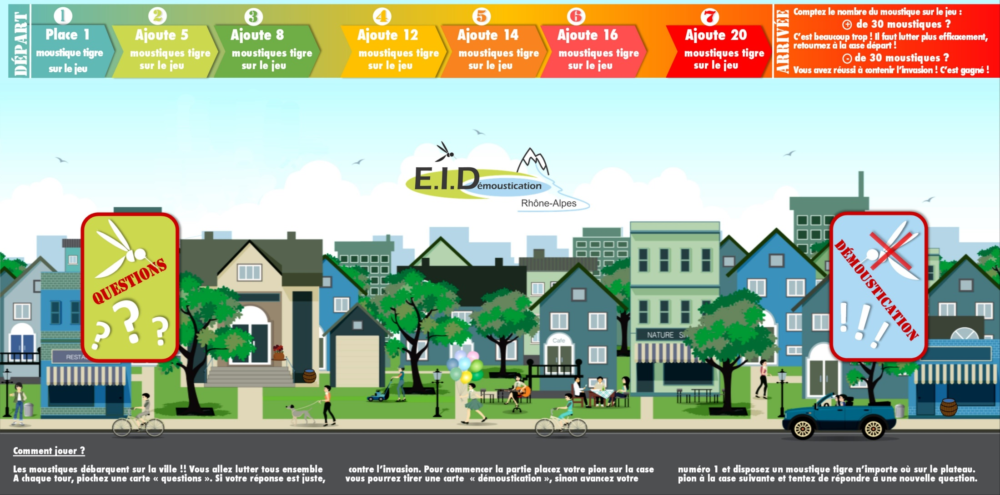 DÉPART
1
Place 1
moustique tigre
sur le jeu
2
Ajoute 5
moustiques tigre
sur le jeu
3
Ajoute 8
moustiques tigre
sur le jeu
4
Ajoute 12
moustiques tigre
sur le jeu
5
Ajoute 14
moustiques tigre
sur le jeu
6
Ajoute 16
moustiques tigre
sur le jeu
7
Ajoute 20
moustiques tigre
sur le jeu
ARRIVÉE
Comptez le nombre du moustique sur le jeu :
+ de 30 moustiques ?
C'est beaucoup trop ! Il faut lutter plus efficacement,
retournez à la case départ !
- de 30 moustiques ?
Vous avez réussi à contenir l'invasion ! C'est gagné !
E.I.Démoustication
Rhône-Alpes
QUESTIONS
? ? ?
DÉMOUSTICATION
! ! !
RESTA
Cafe
NATURE S
Comment jouer ?
Les moustiques débarquent sur la ville !! Vous allez lutter tous ensemble contre l'invasion. Pour commencer la partie placez votre pion sur la case numéro 1 et disposez un moustique tigre n'importe où sur le plateau.
A chaque tour, piochez une carte « questions ». Si votre réponse est juste, vous pourrez tirer une carte « démoustication », sinon avancez votre pion à la case suivante et tentez de répondre à une nouvelle question.